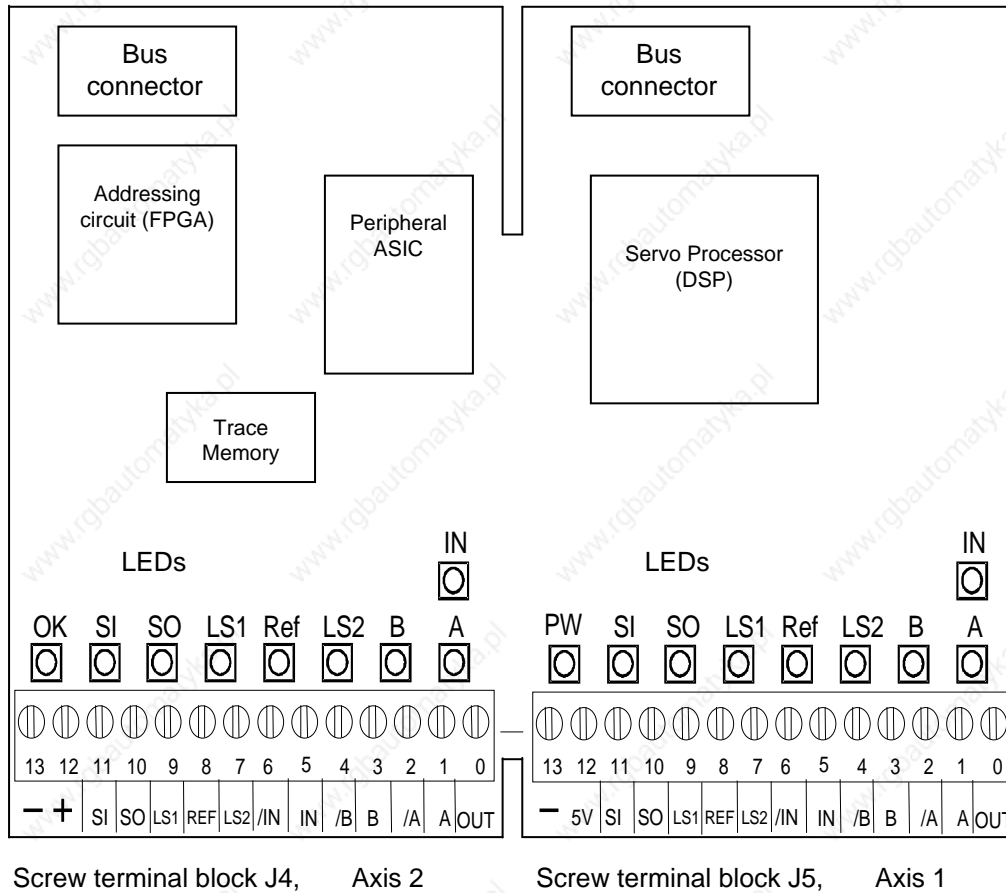 Bus
connector
Bus
connector
Addressing
circuit (FPGA)
Peripheral
ASIC
Servo Processor
(DSP)
Trace
Memory
LEDs
IN
LEDs
IN
OK SI SO LS1 Ref LS2 B A
PW SI SO LS1 Ref LS2 B A
13 12 11 10 9 8 7 6 5 4 3 2 1 0
13 12 11 10 9 8 7 6 5 4 3 2 1 0
− + SI SO LS1 REF LS2 /IN IN /B B /A A OUT
− 5V SI SO LS1 REF LS2 /IN IN /B B /A A OUT
Screw terminal block J4, Axis 2
Screw terminal block J5, Axis 1
www.rgbautomatyka.pl